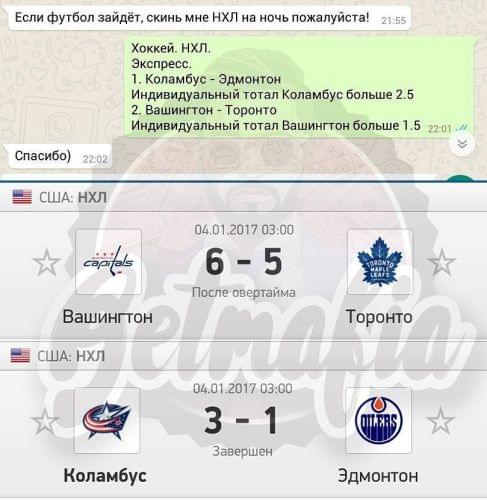 Если футбол зайдёт, скинь мне НХЛ на ночь пожалуйста! 21:55
Хоккей. НХЛ.
Экспресс.
1. Коламбус - Эдмонтон
Индивидуальный тотал Коламбус больше 2.5
2. Вашингтон - Торонто
Индивидуальный тотал Вашингтон больше 1.5 22:01
Спасибо) 22:02
США: НХЛ
04.01.2017 03:00
capitals
6 - 5
TORONTO
MAPLE
LEAFS
После овертайма
Вашингтон Торонто
Getmafia
США: НХЛ
04.01.2017 03:00
3 - 1
OILERS
Завершен
Коламбус Эдмонтон